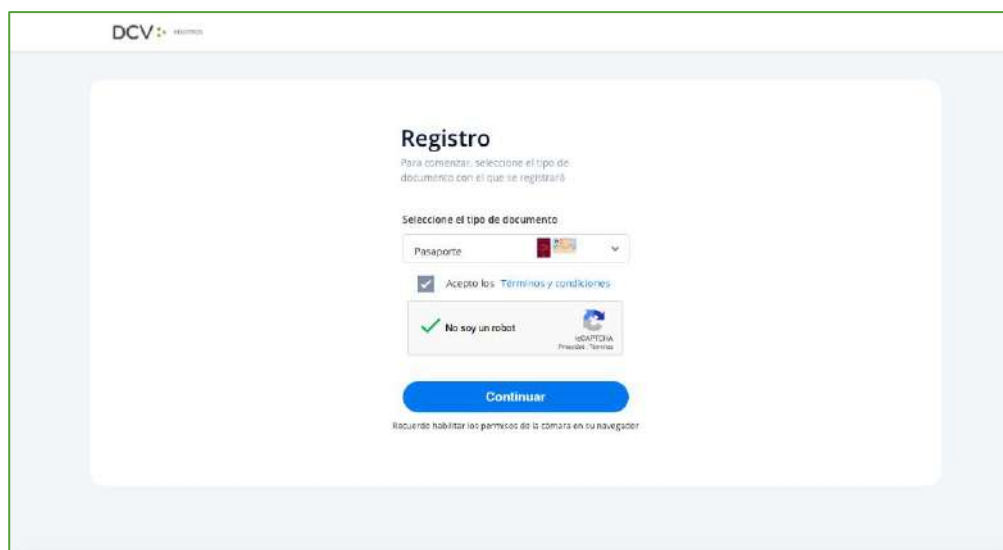 DCV REGISTROS
Registro
Para comenzar, seleccione el tipo de
documento con el que se registrará
Seleccione el tipo de documento
Pasaporte
Acepto los Términos y condiciones
No soy un robot
reCAPTCHA
Privacidad - Términos
Continuar
Recuerde habilitar los permisos de la cámara en su navegador